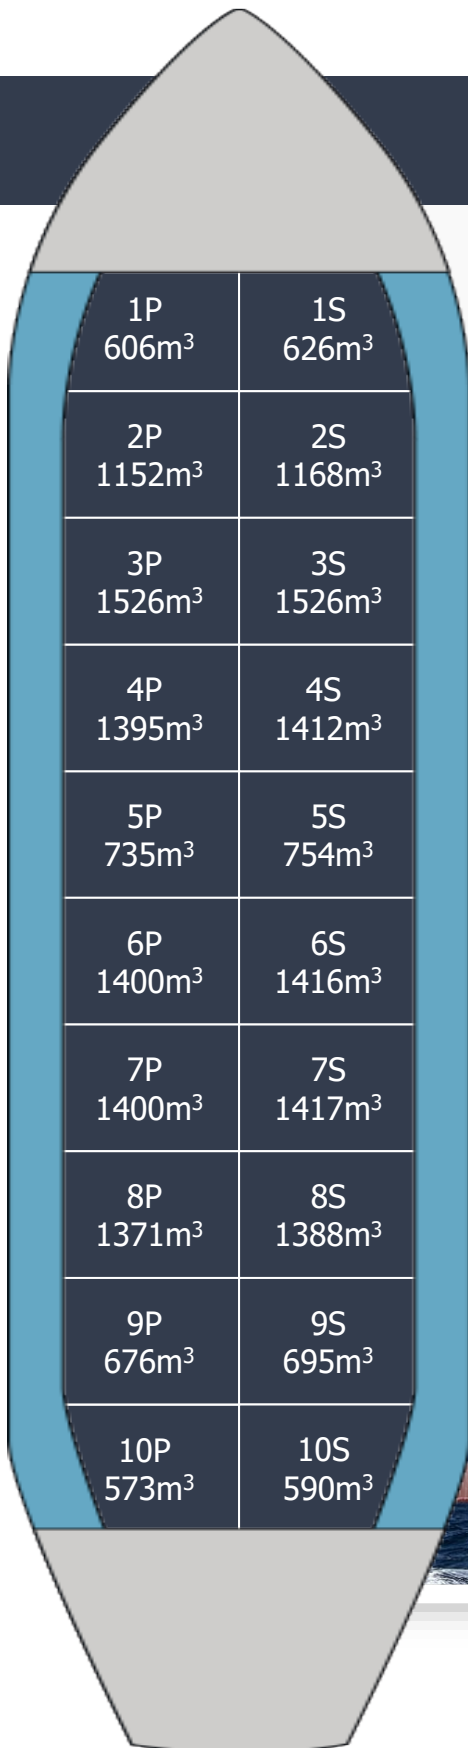 1P
606m³
1S
626m³
2P
1152m³
2S
1168m³
3P
1526m³
3S
1526m³
4P
1395m³
4S
1412m³
5P
735m³
5S
754m³
6P
1400m³
6S
1416m³
7P
1400m³
7S
1417m³
8P
1371m³
8S
1388m³
9P
676m³
9S
695m³
10P
573m³
10S
590m³